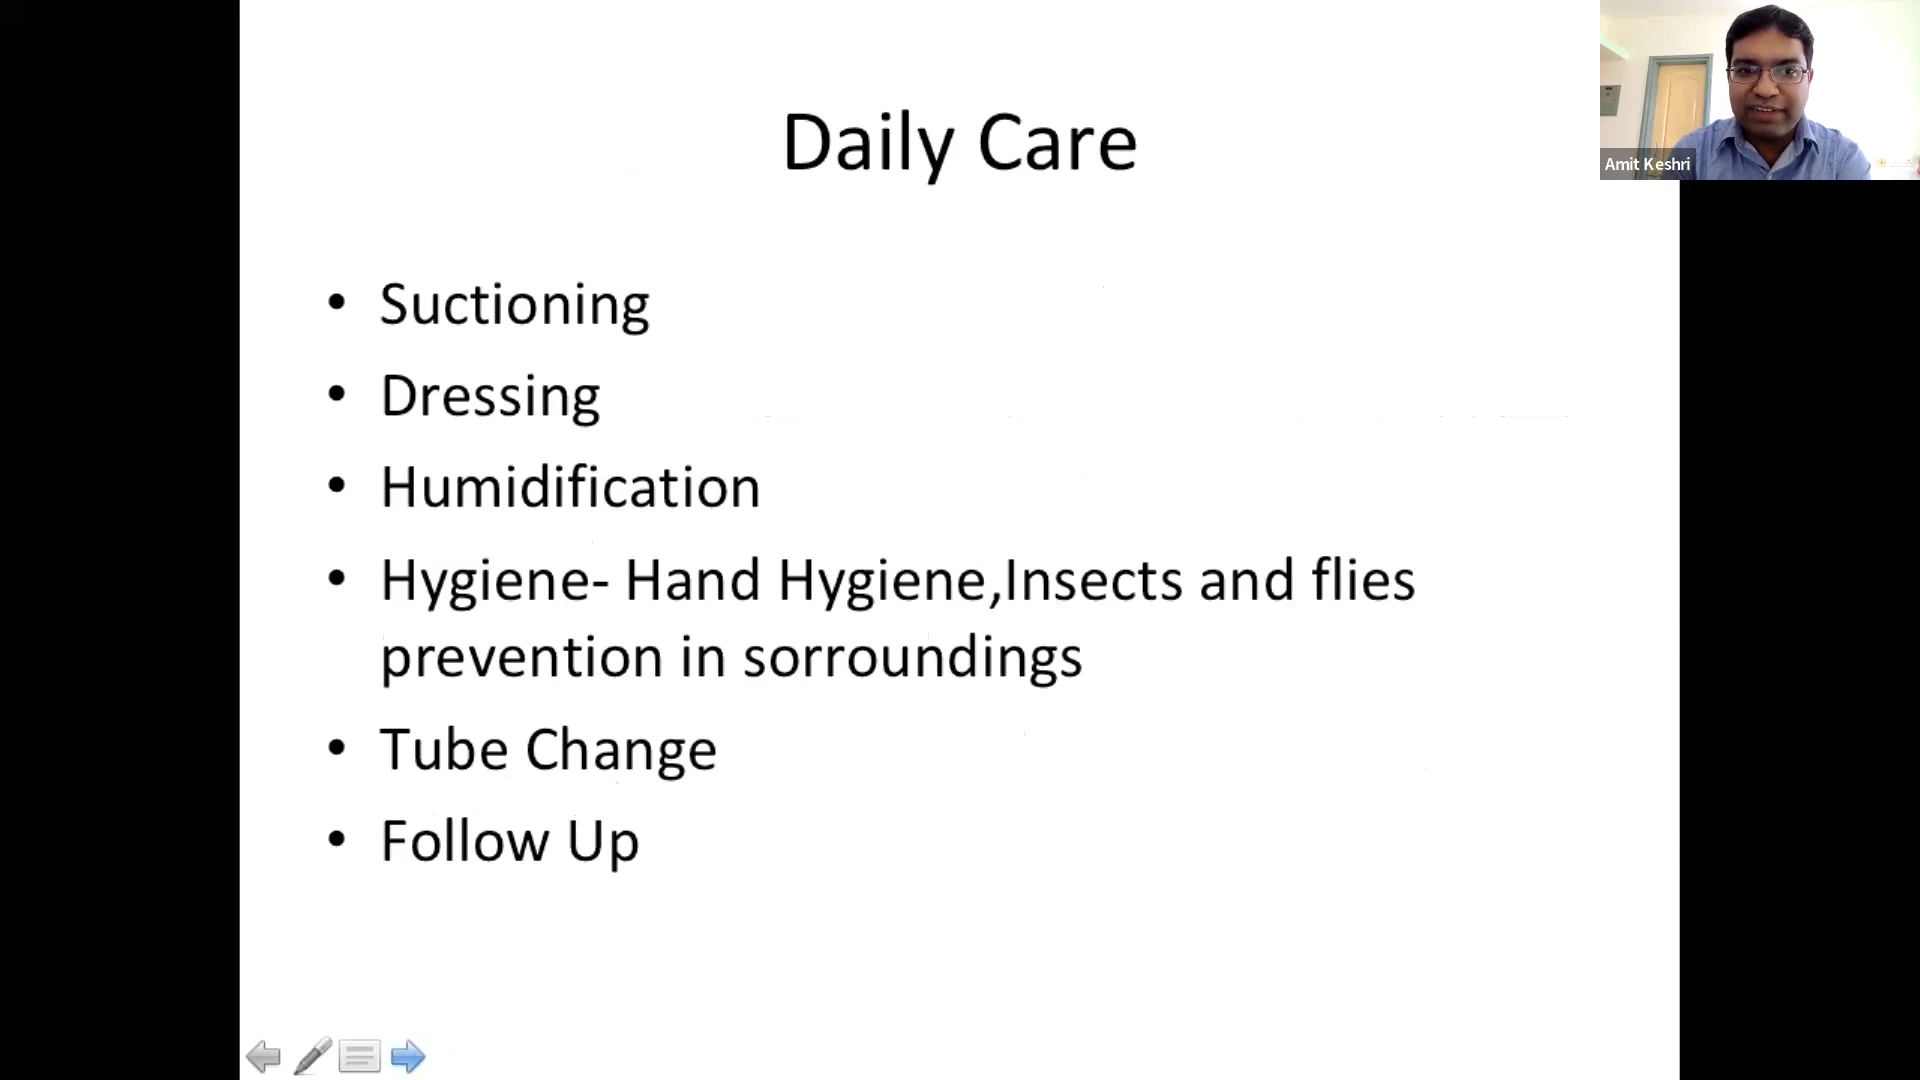 Daily Care
Amit Keshri
• Suctioning
• Dressing
• Humidification
• Hygiene- Hand Hygiene,Insects and flies
prevention in sorroundings
• Tube Change
• Follow Up